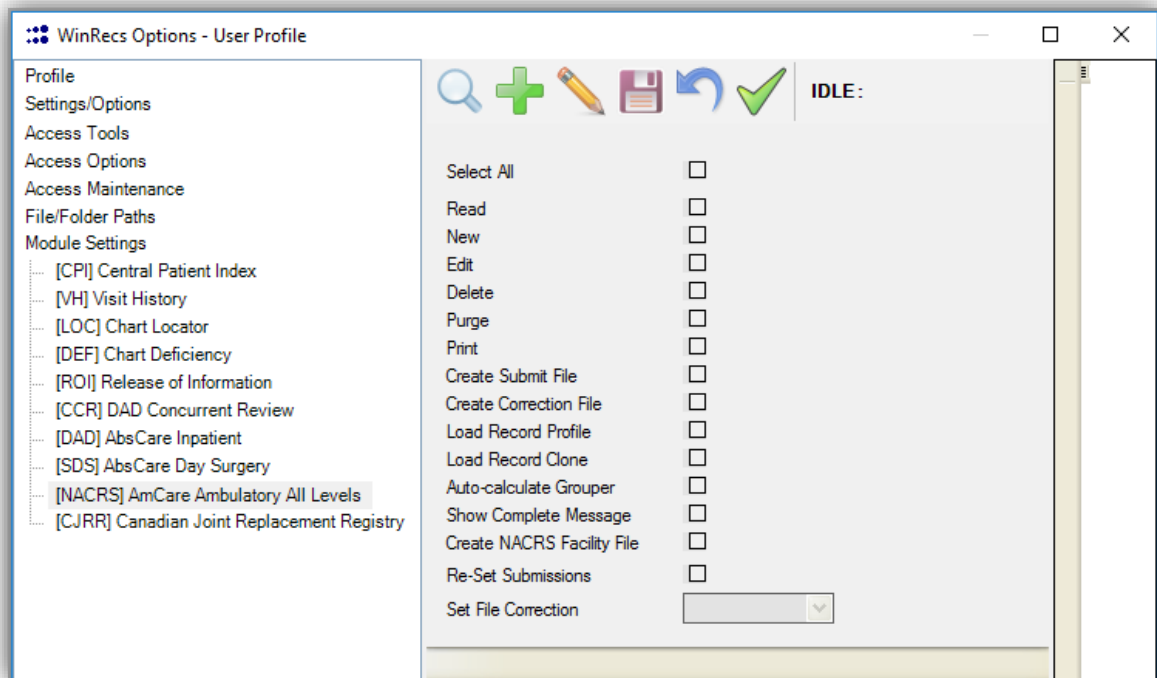 WinRecs Options - User Profile
Profile
Settings/Options
Access Tools
Access Options
Access Maintenance
File/Folder Paths
Module Settings
[CPI] Central Patient Index
[VH] Visit History
[LOC] Chart Locator
[DEF] Chart Deficiency
[ROI] Release of Information
[CCR] DAD Concurrent Review
[DAD] AbsCare Inpatient
[SDS] AbsCare Day Surgery
[NACRS] AmCare Ambulatory All Levels
[CJRR] Canadian Joint Replacement Registry
IDLE:
Select All
Read
New
Edit
Delete
Purge
Print
Create Submit File
Create Correction File
Load Record Profile
Load Record Clone
Auto-calculate Grouper
Show Complete Message
Create NACRS Facility File
Re-Set Submissions
Set File Correction